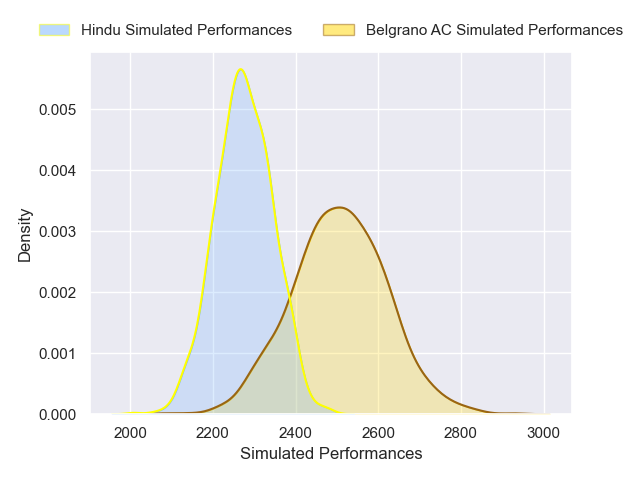 Hindu Simulated Performances
Belgrano AC Simulated Performances
Density
0.005
0.004
0.003
0.002
0.001
0.000
2000 2200 2400 2600 2800 3000
Simulated Performances